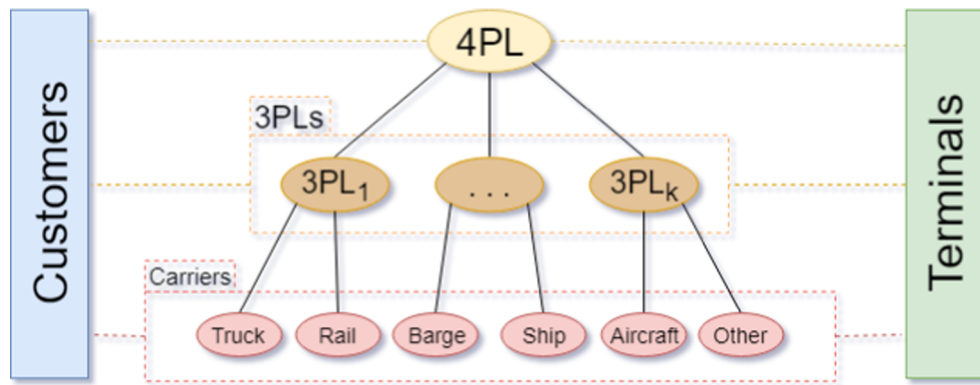 4PL
Customers
Terminals
3PLs
3PL₁
. . .
3PLₖ
Carriers
Truck
Rail
Barge
Ship
Aircraft
Other